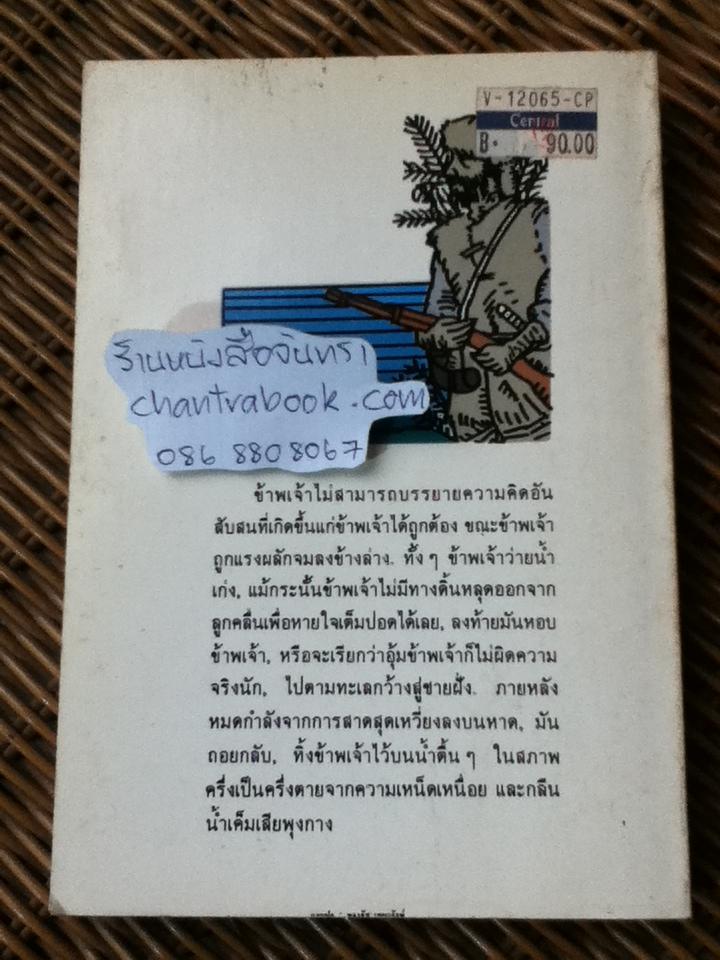 V-12065-CP
Central
B. 90.00
ร้านหนังสือจันทรา
chantrabook.com
086 8808067
ข้าพเจ้าไม่สามารถบรรยายความคิดอัน
สับสนที่เกิดขึ้นแก่ข้าพเจ้าได้ถูกต้อง ขณะข้าพเจ้า
ถูกแรงผลักจมลงข้างล่าง. ทั้ง ๆ ข้าพเจ้าว่ายน้ำ
เก่ง, แม้กระนั้นข้าพเจ้าไม่มีทางดิ้นหลุดออกจาก
ลูกคลื่นเพื่อหายใจเต็มปอดได้เลย, ลงท้ายมันหอบ
ข้าพเจ้า, หรือจะเรียกว่าอุ้มข้าพเจ้าก็ไม่ผิดความ
จริงนัก, ไปตามทะเลกว้างสู่ชายฝั่ง. ภายหลัง
หมดกำลังจากการสาดสุดเหวี่ยงลงบนหาด, มัน
ถอยกลับ, ทิ้งข้าพเจ้าไว้บนน้ำตื้น ๆ ในสภาพ
ครึ่งเป็นครึ่งตายจากความเหน็ดเหนื่อย และกลืน
น้ำเค็มเสียพุงกาง